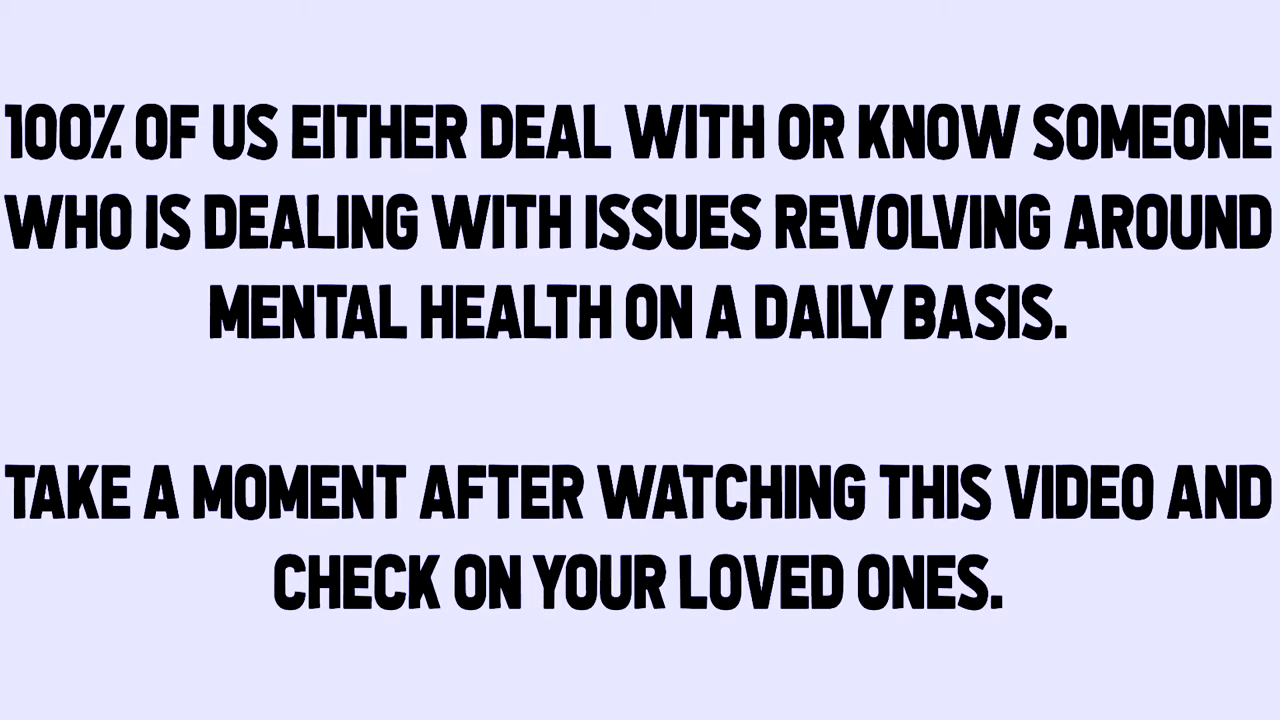 100% OF US EITHER DEAL WITH OR KNOW SOMEONE
WHO IS DEALING WITH ISSUES REVOLVING AROUND
MENTAL HEALTH ON A DAILY BASIS.
TAKE A MOMENT AFTER WATCHING THIS VIDEO AND
CHECK ON YOUR LOVED ONES.